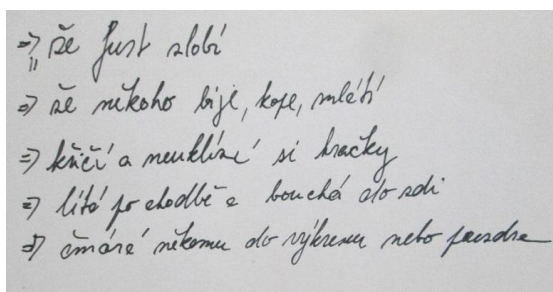 => že furt zlobí
=> že někoho bije, kope, mlátí
=> křičí a neuklízí si hračky
=> lítá po chodbě a bouchá do zdi
=> čmárá někomu do výkresu nebo pouzdra